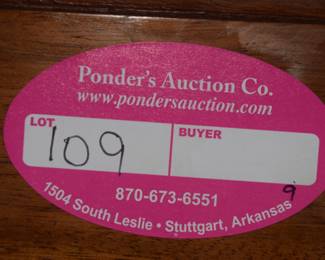 Ponder's Auction Co.
www.pondersauction.com
LOT BUYER
109
870-673-6551
1504 South Leslie • Stuttgart, Arkansas
9